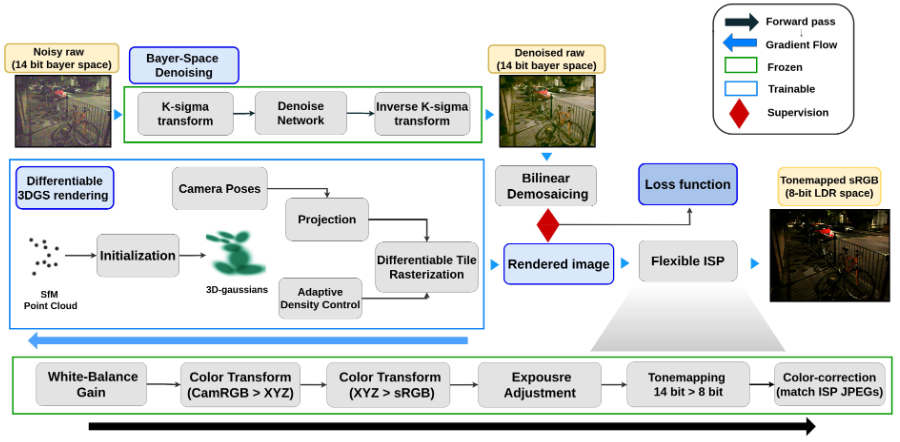 Noisy raw
(14 bit bayer space)
Bayer-Space
Denoising
Denoised raw
(14 bit bayer space)
Forward pass
Gradient Flow
Frozen
Trainable
Supervision
K-sigma
transform
Denoise
Network
Inverse K-sigma
transform
Differentiable
3DGS rendering
Camera Poses
Projection
Initialization
SfM
Point Cloud
3D-gaussians
Adaptive
Density Control
Differentiable Tile
Rasterization
Bilinear
Demosaicing
Loss function
Tonemapped sRGB
(8-bit LDR space)
Rendered image
Flexible ISP
White-Balance
Gain
Color Transform
(CamRGB > XYZ)
Color Transform
(XYZ > sRGB)
Expousre
Adjustment
Tonemapping
14 bit > 8 bit
Color-correction
(match ISP JPEGs)